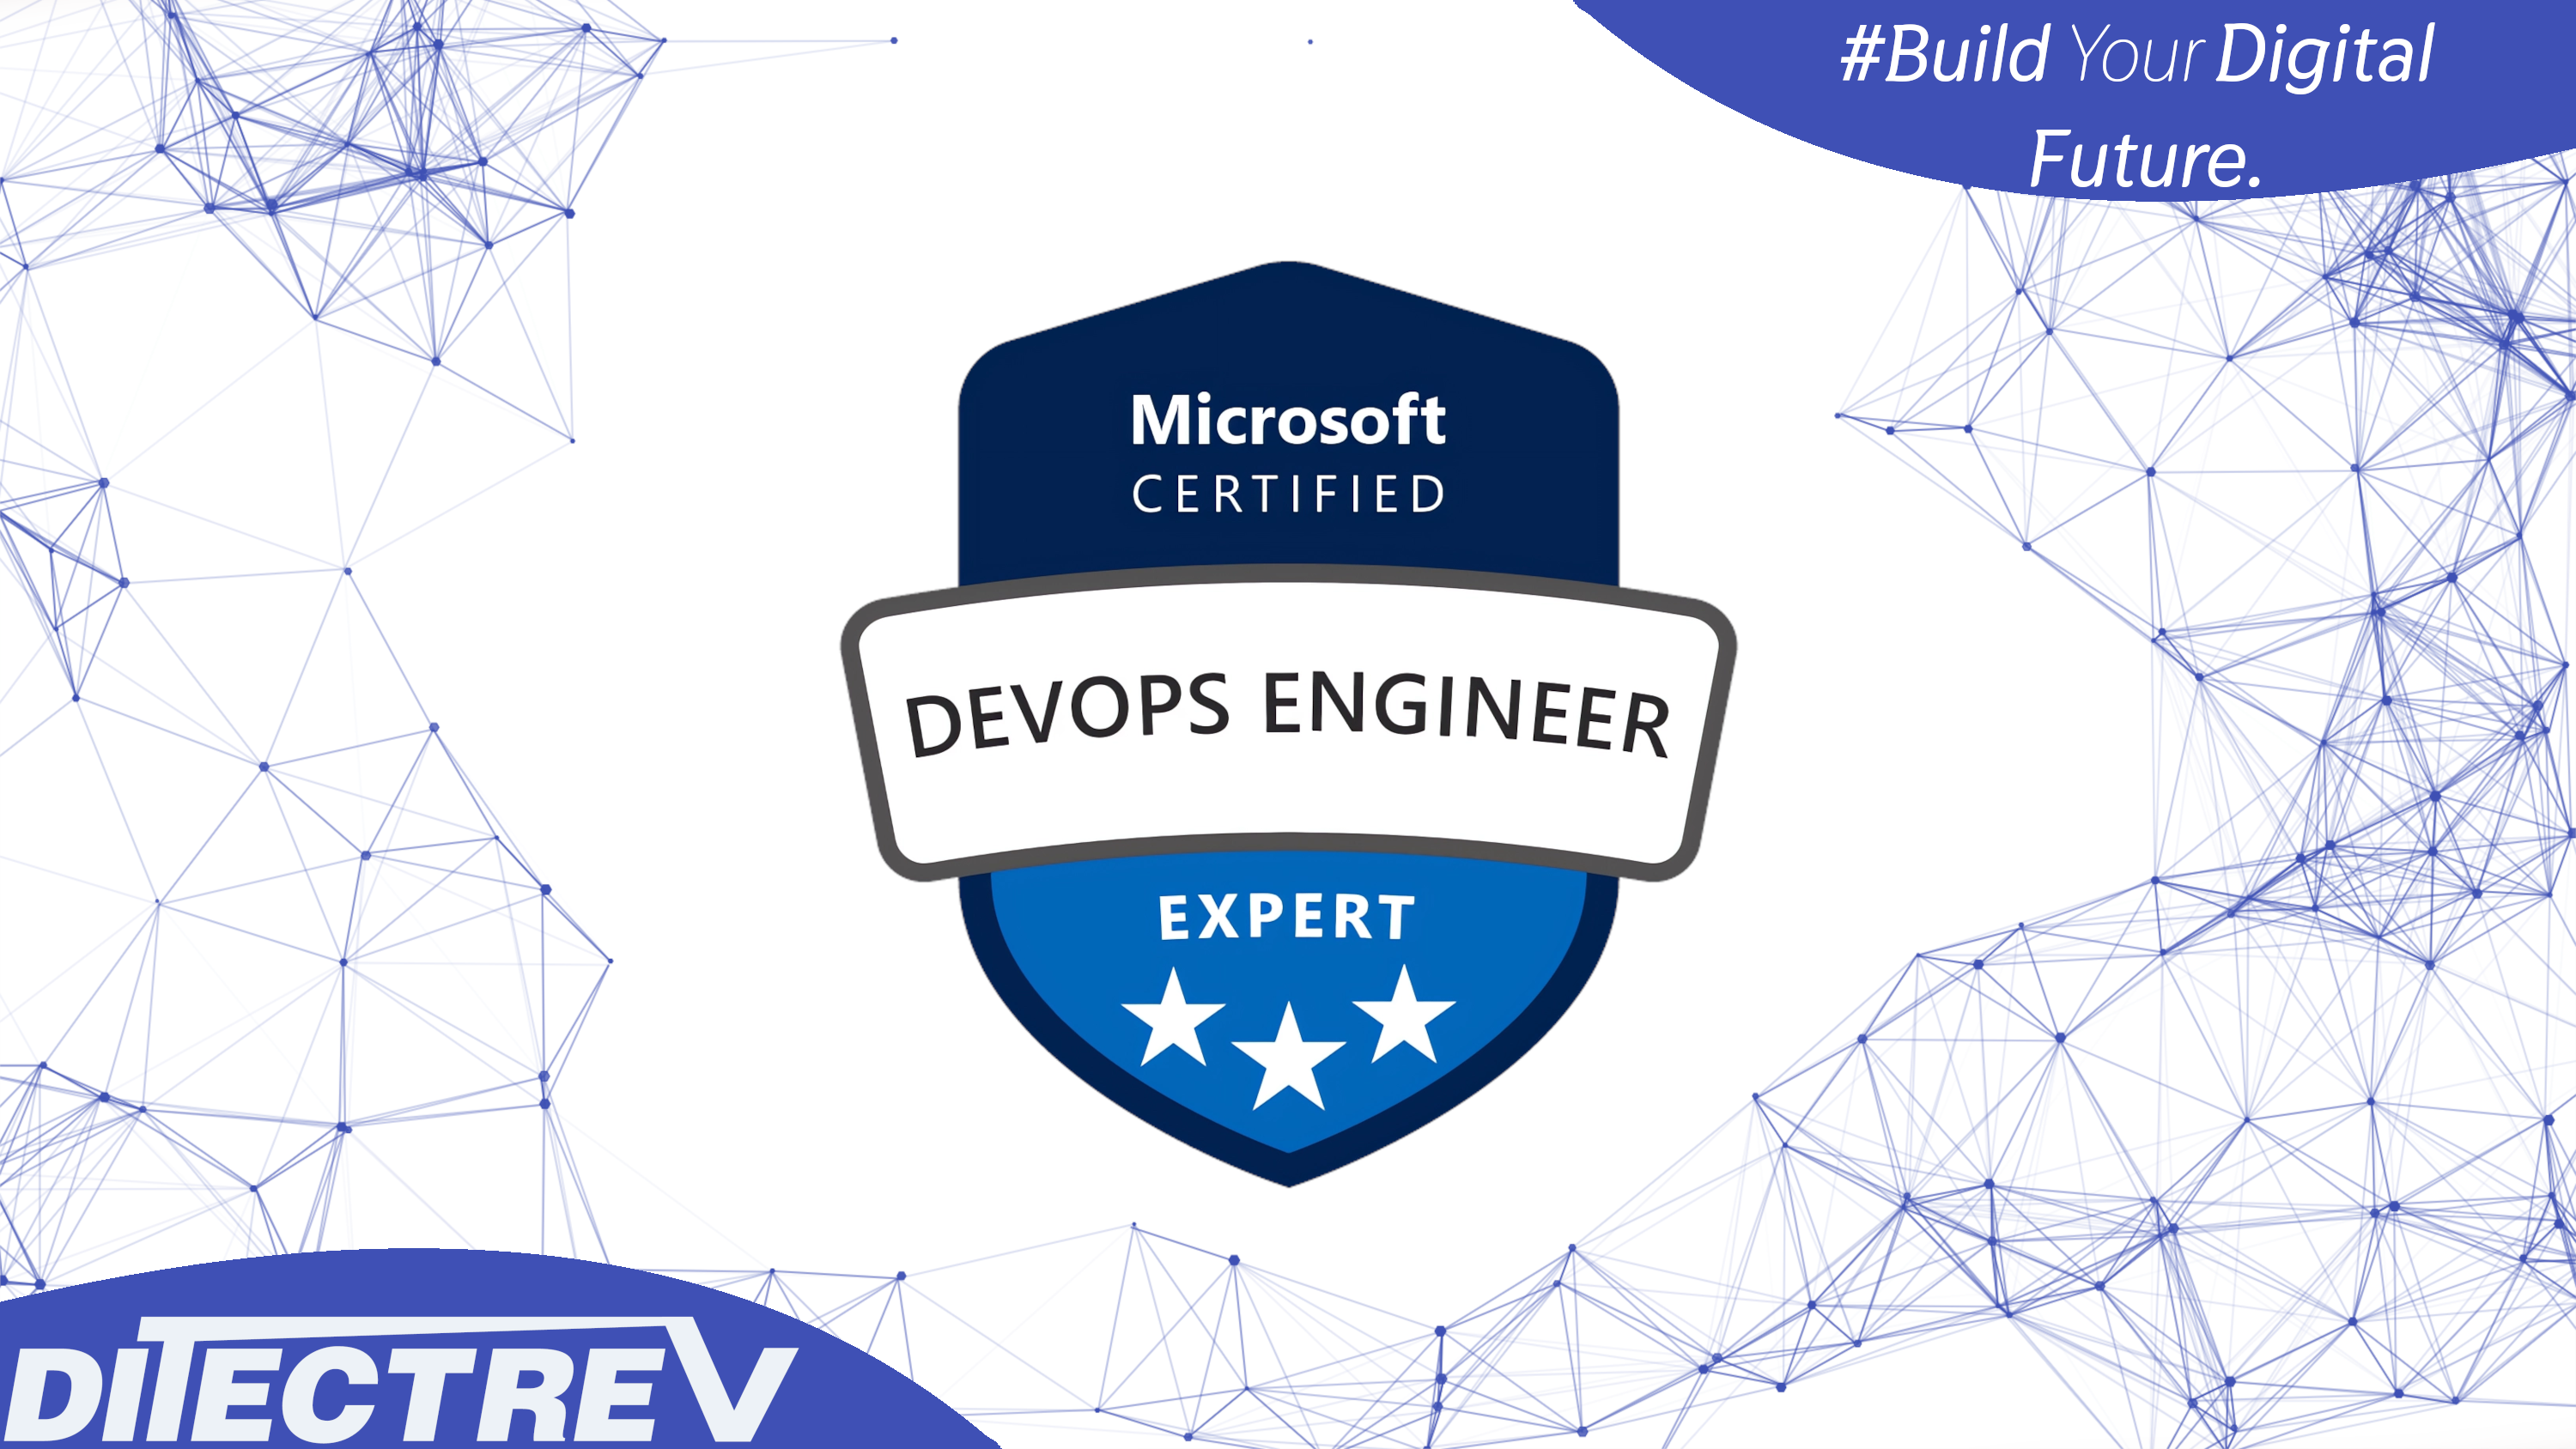 #Build Your Digital
Future.
Microsoft
CERTIFIED
DEVOPS ENGINEER
EXPERT
DITECTREV